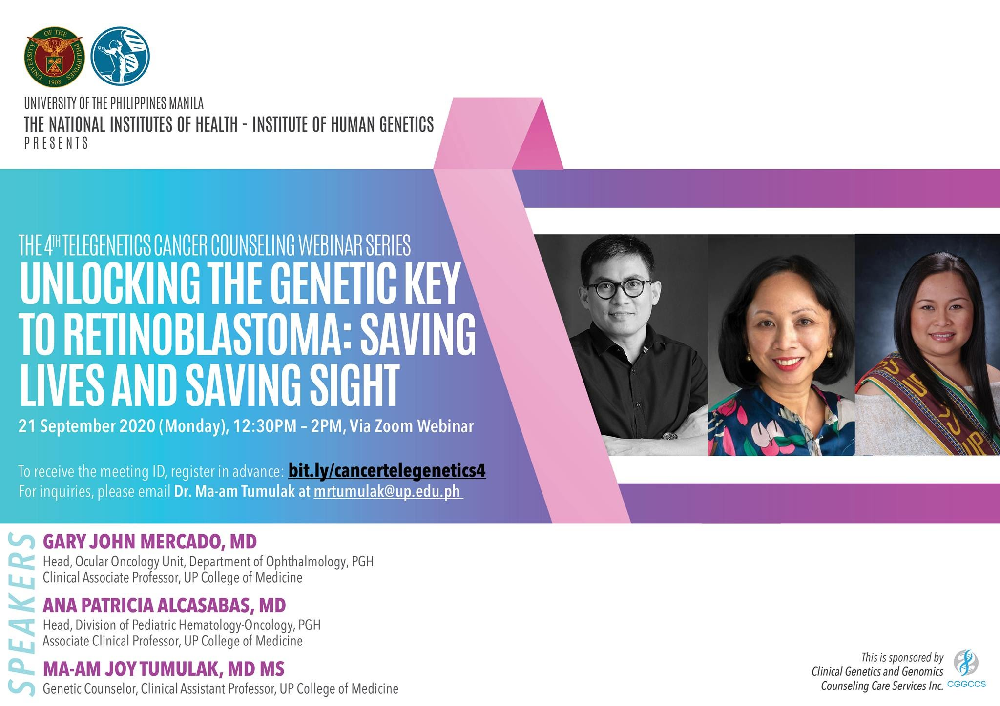 UNIVERSITY OF THE PHILIPPINES
1908
UNIVERSITY OF THE PHILIPPINES MANILA
THE NATIONAL INSTITUTES OF HEALTH - INSTITUTE OF HUMAN GENETICS
PRESENTS
THE 4TH TELEGENETICS CANCER COUNSELING WEBINAR SERIES
UNLOCKING THE GENETIC KEY
TO RETINOBLASTOMA: SAVING
LIVES AND SAVING SIGHT
21 September 2020 (Monday), 12:30PM – 2PM, Via Zoom Webinar
To receive the meeting ID, register in advance: bit.ly/cancertelegenetics4
For inquiries, please email Dr. Ma-am Tumulak at mrtumulak@up.edu.ph
UP
UP
SPEAKERS
GARY JOHN MERCADO, MD
Head, Ocular Oncology Unit, Department of Ophthalmology, PGH
Clinical Associate Professor, UP College of Medicine
ANA PATRICIA ALCASABAS, MD
Head, Division of Pediatric Hematology-Oncology, PGH
Associate Clinical Professor, UP College of Medicine
MA-AM JOY TUMULAK, MD MS
Genetic Counselor, Clinical Assistant Professor, UP College of Medicine
This is sponsored by
Clinical Genetics and Genomics
Counseling Care Services Inc.
CGGCCS